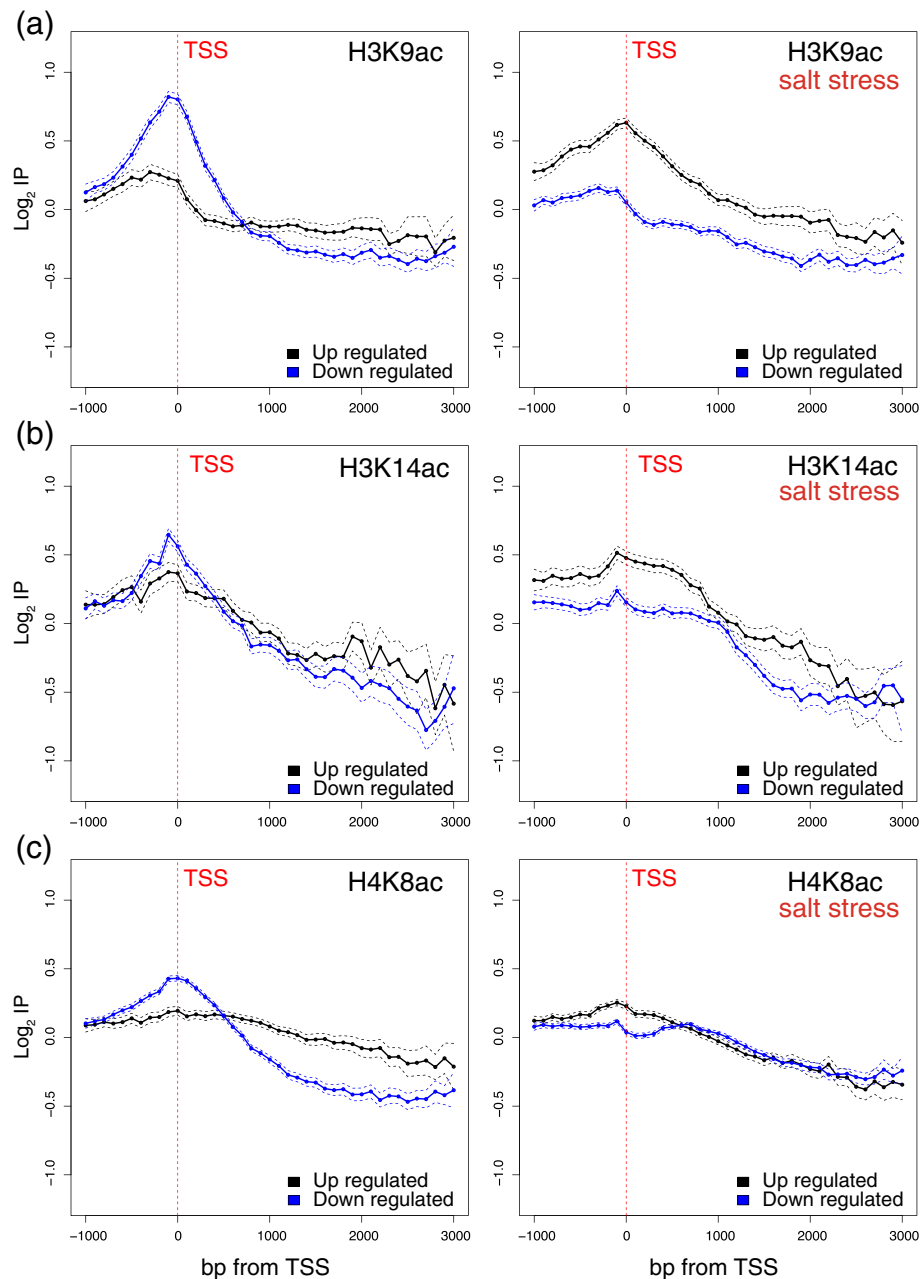 (a)
TSS
H3K9ac
TSS
H3K9ac
salt stress
Log2 IP
1.0
0.5
0.0
−0.5
−1.0
Up regulated
Down regulated
Up regulated
Down regulated
−1000 0 1000 2000 3000
−1000 0 1000 2000 3000
(b)
TSS
H3K14ac
TSS
H3K14ac
salt stress
Log2 IP
1.0
0.5
0.0
−0.5
−1.0
Up regulated
Down regulated
Up regulated
Down regulated
−1000 0 1000 2000 3000
−1000 0 1000 2000 3000
(c)
TSS
H4K8ac
TSS
H4K8ac
salt stress
Log2 IP
1.0
0.5
0.0
−0.5
−1.0
Up regulated
Down regulated
Up regulated
Down regulated
−1000 0 1000 2000 3000
−1000 0 1000 2000 3000
bp from TSS
bp from TSS